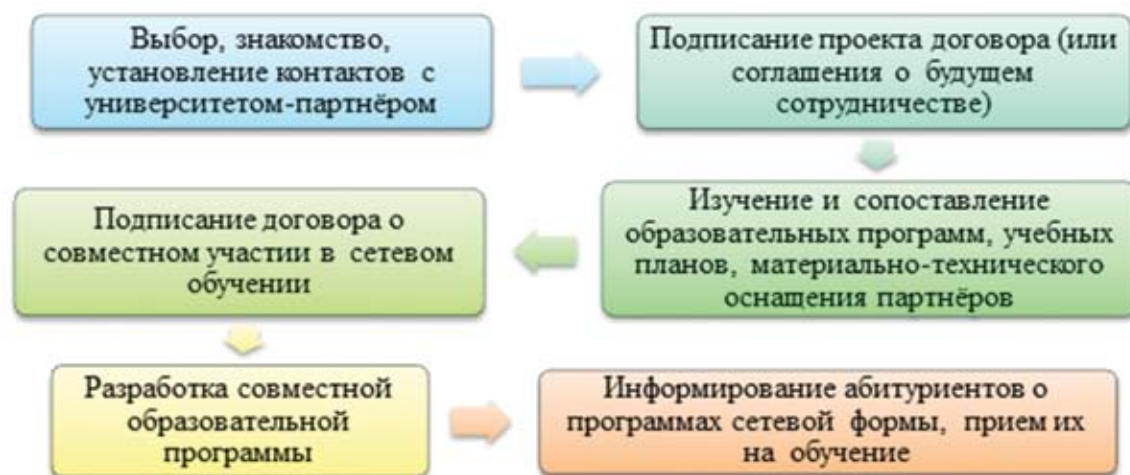 Выбор, знакомство,
установление контактов с
университетом-партнёром
Подписание проекта договора (или
соглашения о будущем
сотрудничестве)
Изучение и сопоставление
образовательных программ, учебных
планов, материально-технического
оснащения партнёров
Подписание договора о
совместном участии в сетевом
обучении
Разработка совместной
образовательной
программы
Информирование абитуриентов о
программах сетевой формы, прием их
на обучение